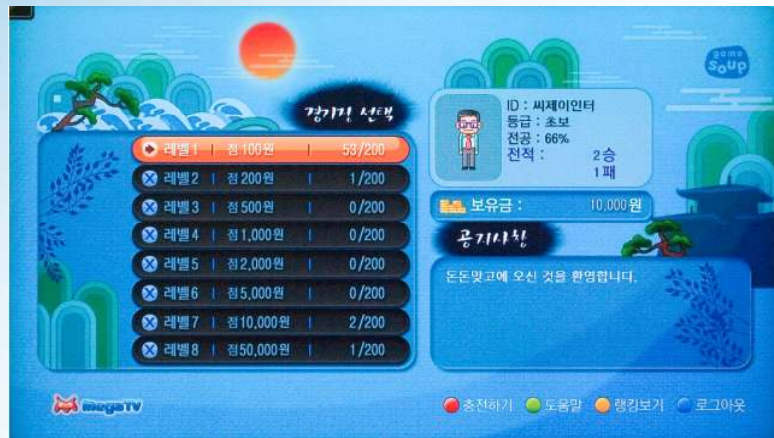 game
soup
경기장 선택
레벨1 점 100원 53/200
레벨2 점 200원 1/200
레벨3 점 500원 0/200
레벨4 점 1,000원 0/200
레벨5 점 2,000원 0/200
레벨6 점 5,000원 0/200
레벨7 점 10,000원 2/200
레벨8 점 50,000원 1/200
ID : 씨제이인터
등급 : 초보
전공 : 66%
전적 : 2승
1패
보유금 : 10,000원
공지사항
돈돈맞고에 오신 것을 환영합니다.
megaTV
충전하기 도움말 랭킹보기 로그아웃